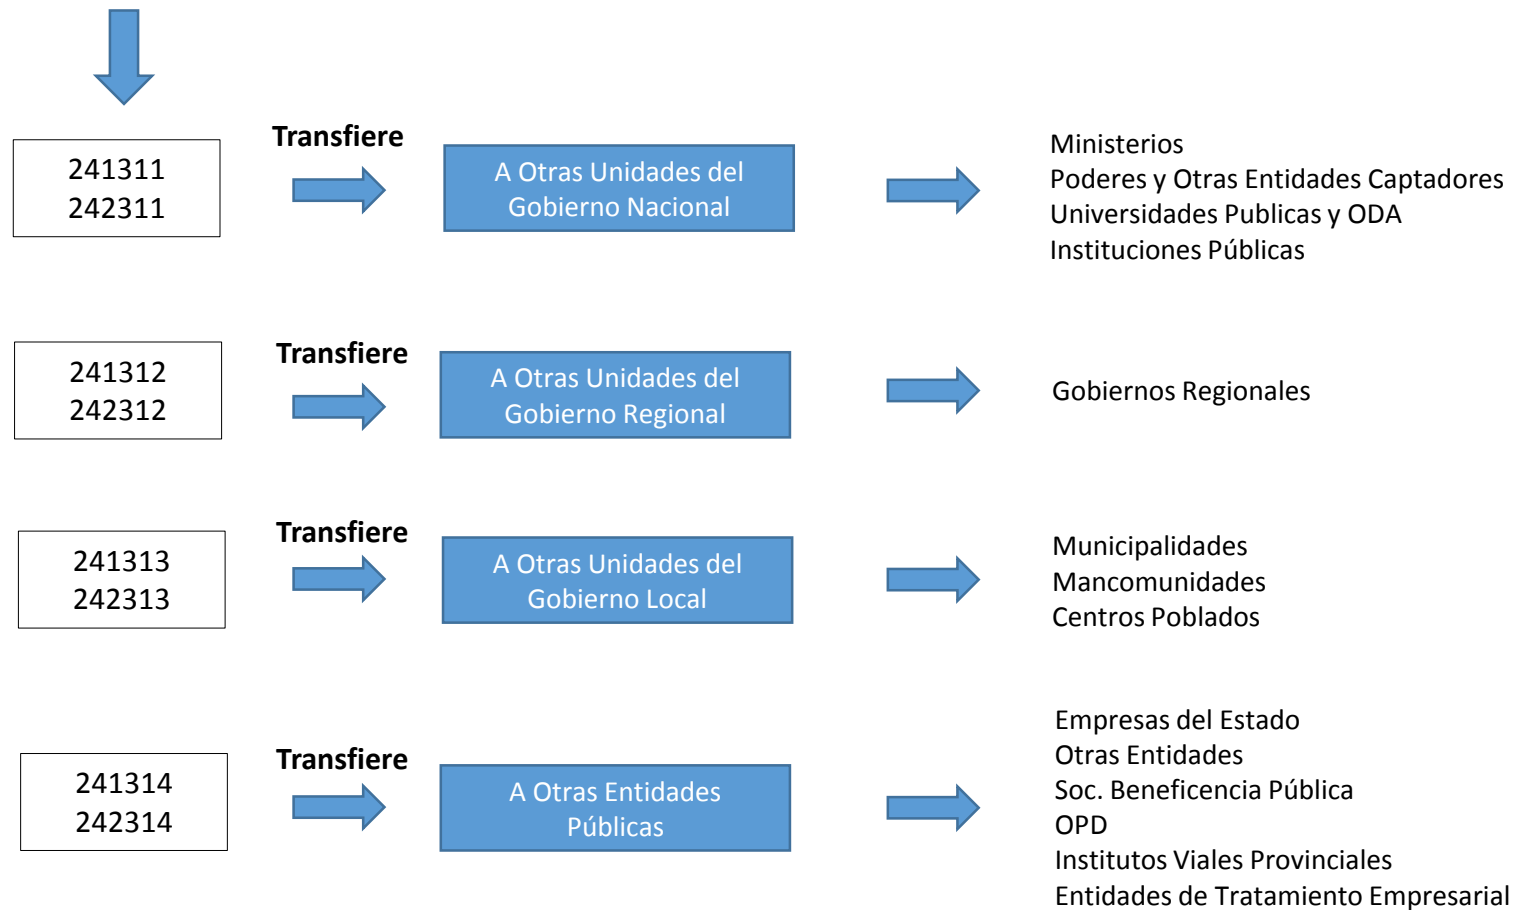 241311
242311
Transfiere
A Otras Unidades del
Gobierno Nacional
Ministerios
Poderes y Otras Entidades Captadores
Universidades Publicas y ODA
Instituciones Públicas
241312
242312
Transfiere
A Otras Unidades del
Gobierno Regional
Gobiernos Regionales
241313
242313
Transfiere
A Otras Unidades del
Gobierno Local
Municipalidades
Mancomunidades
Centros Poblados
241314
242314
Transfiere
A Otras Entidades
Públicas
Empresas del Estado
Otras Entidades
Soc. Beneficencia Pública
OPD
Institutos Viales Provinciales
Entidades de Tratamiento Empresarial